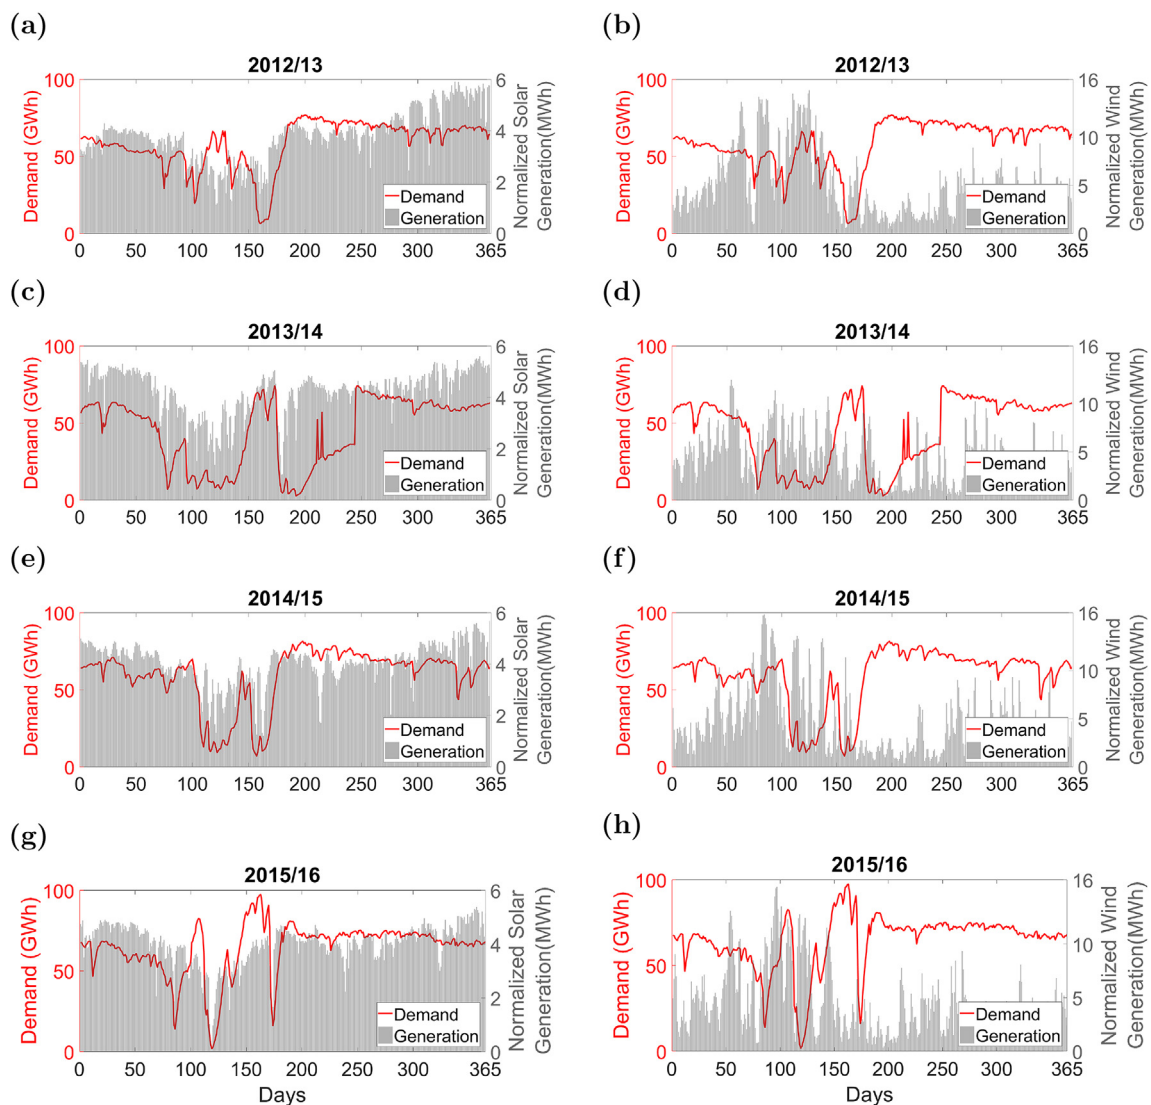 (a)
2012/13
Demand (GWh)
100
50
0
6
4
2
0
Normalized Solar
Generation(MWh)
Demand
Generation
0 50 100 150 200 250 300 365
(b)
2012/13
Demand (GWh)
100
50
0
16
10
5
0
Normalized Wind
Generation(MWh)
Demand
Generation
0 50 100 150 200 250 300 365
(c)
2013/14
Demand (GWh)
100
50
0
6
4
2
0
Normalized Solar
Generation(MWh)
Demand
Generation
0 50 100 150 200 250 300 365
(d)
2013/14
Demand (GWh)
100
50
0
16
10
5
0
Normalized Wind
Generation(MWh)
Demand
Generation
0 50 100 150 200 250 300 365
(e)
2014/15
Demand (GWh)
100
50
0
6
4
2
0
Normalized Solar
Generation(MWh)
Demand
Generation
0 50 100 150 200 250 300 365
(f)
2014/15
Demand (GWh)
100
50
0
16
10
5
0
Normalized Wind
Generation(MWh)
Demand
Generation
0 50 100 150 200 250 300 365
(g)
2015/16
Demand (GWh)
100
50
0
6
4
2
0
Normalized Solar
Generation(MWh)
Demand
Generation
0 50 100 150 200 250 300 365
Days
(h)
2015/16
Demand (GWh)
100
50
0
16
10
5
0
Normalized Wind
Generation(MWh)
Demand
Generation
0 50 100 150 200 250 300 365
Days